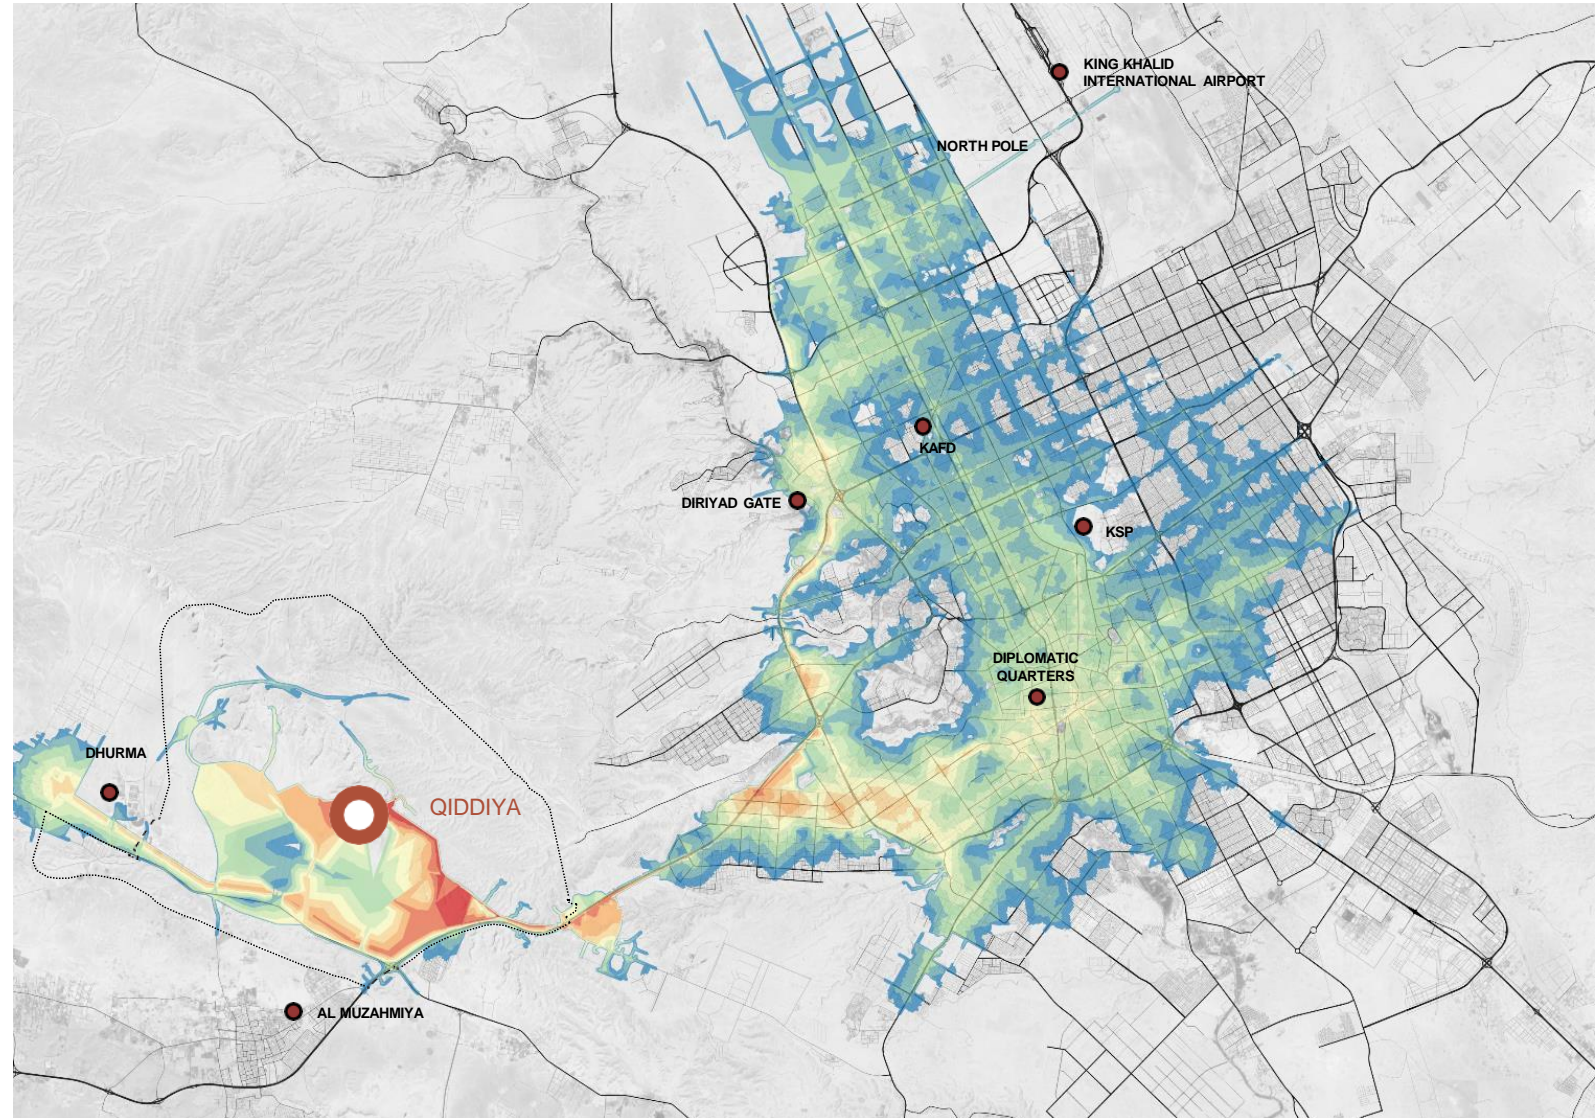 KING KHALID
INTERNATIONAL AIRPORT
NORTH POLE
KAFD
DIRIYAD GATE
KSP
DIPLOMATIC
QUARTERS
DHURMA
QIDDIYA
AL MUZAHMIYA